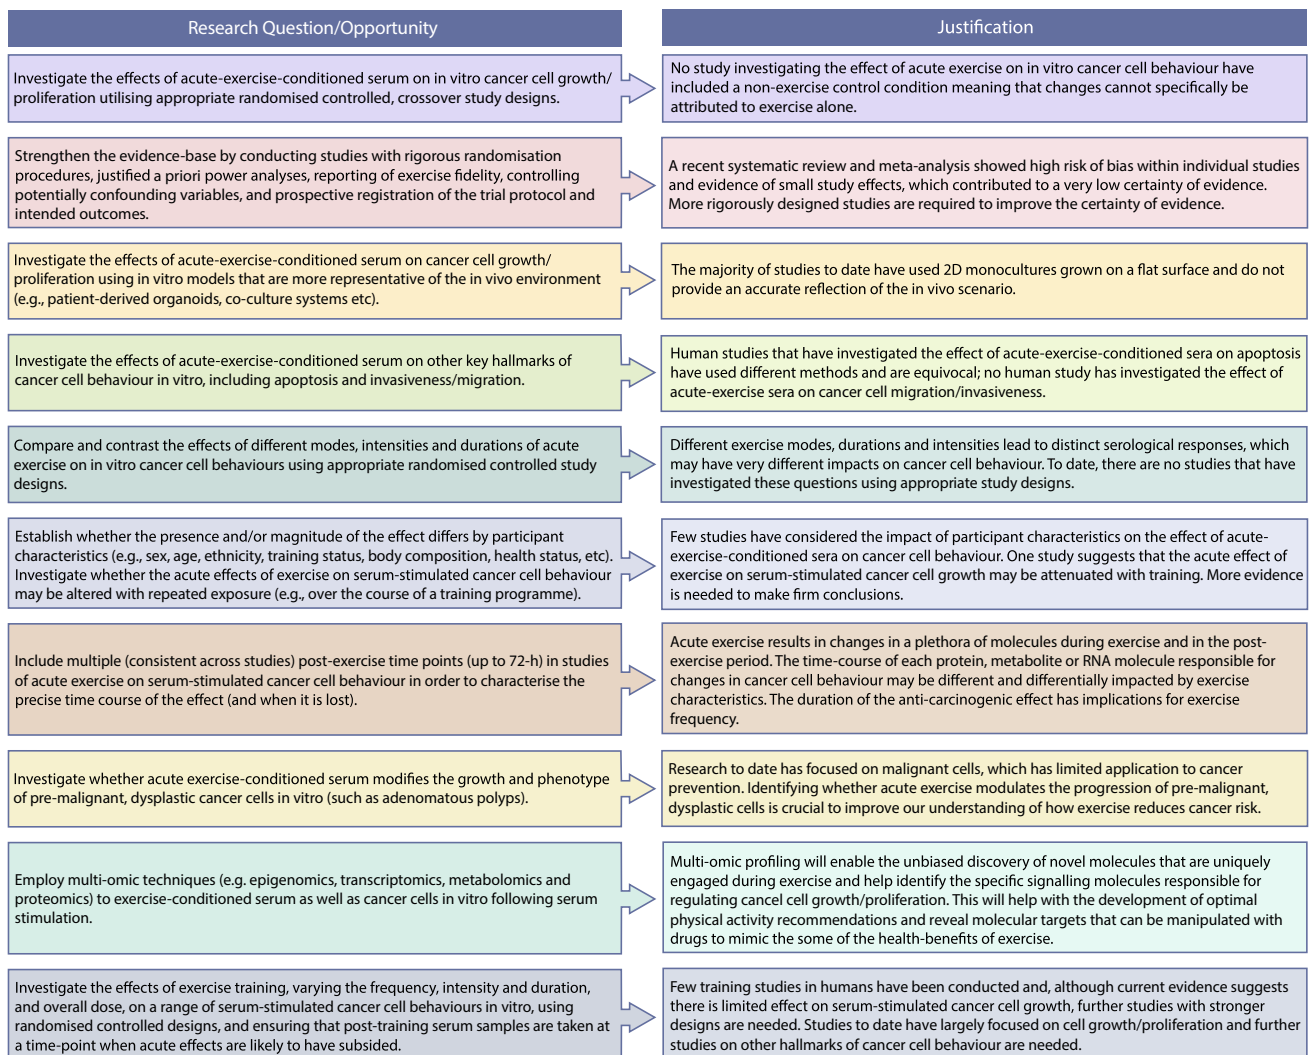 Research Question/Opportunity
Justification
Investigate the effects of acute-exercise-conditioned serum on in vitro cancer cell growth/
proliferation utilising appropriate randomised controlled, crossover study designs.
No study investigating the effect of acute exercise on in vitro cancer cell behaviour have
included a non-exercise control condition meaning that changes cannot specifically be
attributed to exercise alone.
Strengthen the evidence-base by conducting studies with rigorous randomisation
procedures, justified a priori power analyses, reporting of exercise fidelity, controlling
potentially confounding variables, and prospective registration of the trial protocol and
intended outcomes.
A recent systematic review and meta-analysis showed high risk of bias within individual studies
and evidence of small study effects, which contributed to a very low certainty of evidence.
More rigorously designed studies are required to improve the certainty of evidence.
Investigate the effects of acute-exercise-conditioned serum on cancer cell growth/
proliferation using in vitro models that are more representative of the in vivo environment
(e.g., patient-derived organoids, co-culture systems etc).
The majority of studies to date have used 2D monocultures grown on a flat surface and do not
provide an accurate reflection of the in vivo scenario.
Investigate the effects of acute-exercise-conditioned serum on other key hallmarks of
cancer cell behaviour in vitro, including apoptosis and invasiveness/migration.
Human studies that have investigated the effect of acute-exercise-conditioned sera on apoptosis
have used different methods and are equivocal; no human study has investigated the effect of
acute-exercise sera on cancer cell migration/invasiveness.
Compare and contrast the effects of different modes, intensities and durations of acute
exercise on in vitro cancer cell behaviours using appropriate randomised controlled study
designs.
Different exercise modes, durations and intensities lead to distinct serological responses, which
may have very different impacts on cancer cell behaviour. To date, there are no studies that have
investigated these questions using appropriate study designs.
Establish whether the presence and/or magnitude of the effect differs by participant
characteristics (e.g., sex, age, ethnicity, training status, body composition, health status, etc).
Investigate whether the acute effects of exercise on serum-stimulated cancer cell behaviour
may be altered with repeated exposure (e.g., over the course of a training programme).
Few studies have considered the impact of participant characteristics on the effect of acute-
exercise-conditioned sera on cancer cell behaviour. One study suggests that the acute effect of
exercise on serum-stimulated cancer cell growth may be attenuated with training. More evidence
is needed to make firm conclusions.
Include multiple (consistent across studies) post-exercise time points (up to 72-h) in studies
of acute exercise on serum-stimulated cancer cell behaviour in order to characterise the
precise time course of the effect (and when it is lost).
Acute exercise results in changes in a plethora of molecules during exercise and in the post-
exercise period. The time-course of each protein, metabolite or RNA molecule responsible for
changes in cancer cell behaviour may be different and differentially impacted by exercise
characteristics. The duration of the anti-carcinogenic effect has implications for exercise
frequency.
Investigate whether acute exercise-conditioned serum modifies the growth and phenotype
of pre-malignant, dysplastic cancer cells in vitro (such as adenomatous polyps).
Research to date has focused on malignant cells, which has limited application to cancer
prevention. Identifying whether acute exercise modulates the progression of pre-malignant,
dysplastic cells is crucial to improve our understanding of how exercise reduces cancer risk.
Employ multi-omic techniques (e.g. epigenomics, transcriptomics, metabolomics and
proteomics) to exercise-conditioned serum as well as cancer cells in vitro following serum
stimulation.
Multi-omic profiling will enable the unbiased discovery of novel molecules that are uniquely
engaged during exercise and help identify the specific signalling molecules responsible for
regulating cancel cell growth/proliferation. This will help with the development of optimal
physical activity recommendations and reveal molecular targets that can be manipulated with
drugs to mimic the some of the health-benefits of exercise.
Investigate the effects of exercise training, varying the frequency, intensity and duration,
and overall dose, on a range of serum-stimulated cancer cell behaviours in vitro, using
randomised controlled designs, and ensuring that post-training serum samples are taken at
a time-point when acute effects are likely to have subsided.
Few training studies in humans have been conducted and, although current evidence suggests
there is limited effect on serum-stimulated cancer cell growth, further studies with stronger
designs are needed. Studies to date have largely focused on cell growth/proliferation and further
studies on other hallmarks of cancer cell behaviour are needed.